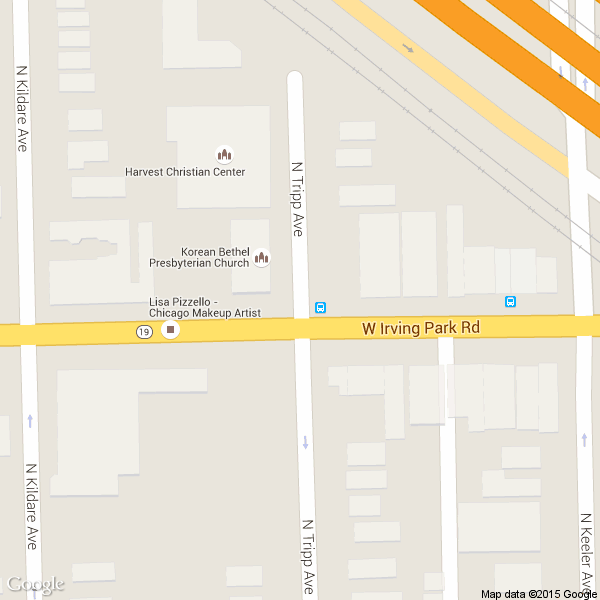 N Kildare Ave
Harvest Christian Center
N Tripp Ave
Korean Bethel
Presbyterian Church
Lisa Pizzello -
Chicago Makeup Artist
19
W Irving Park Rd
N Kildare Ave
N Tripp Ave
N Keeler Ave
Google
Map data ©2015 Google